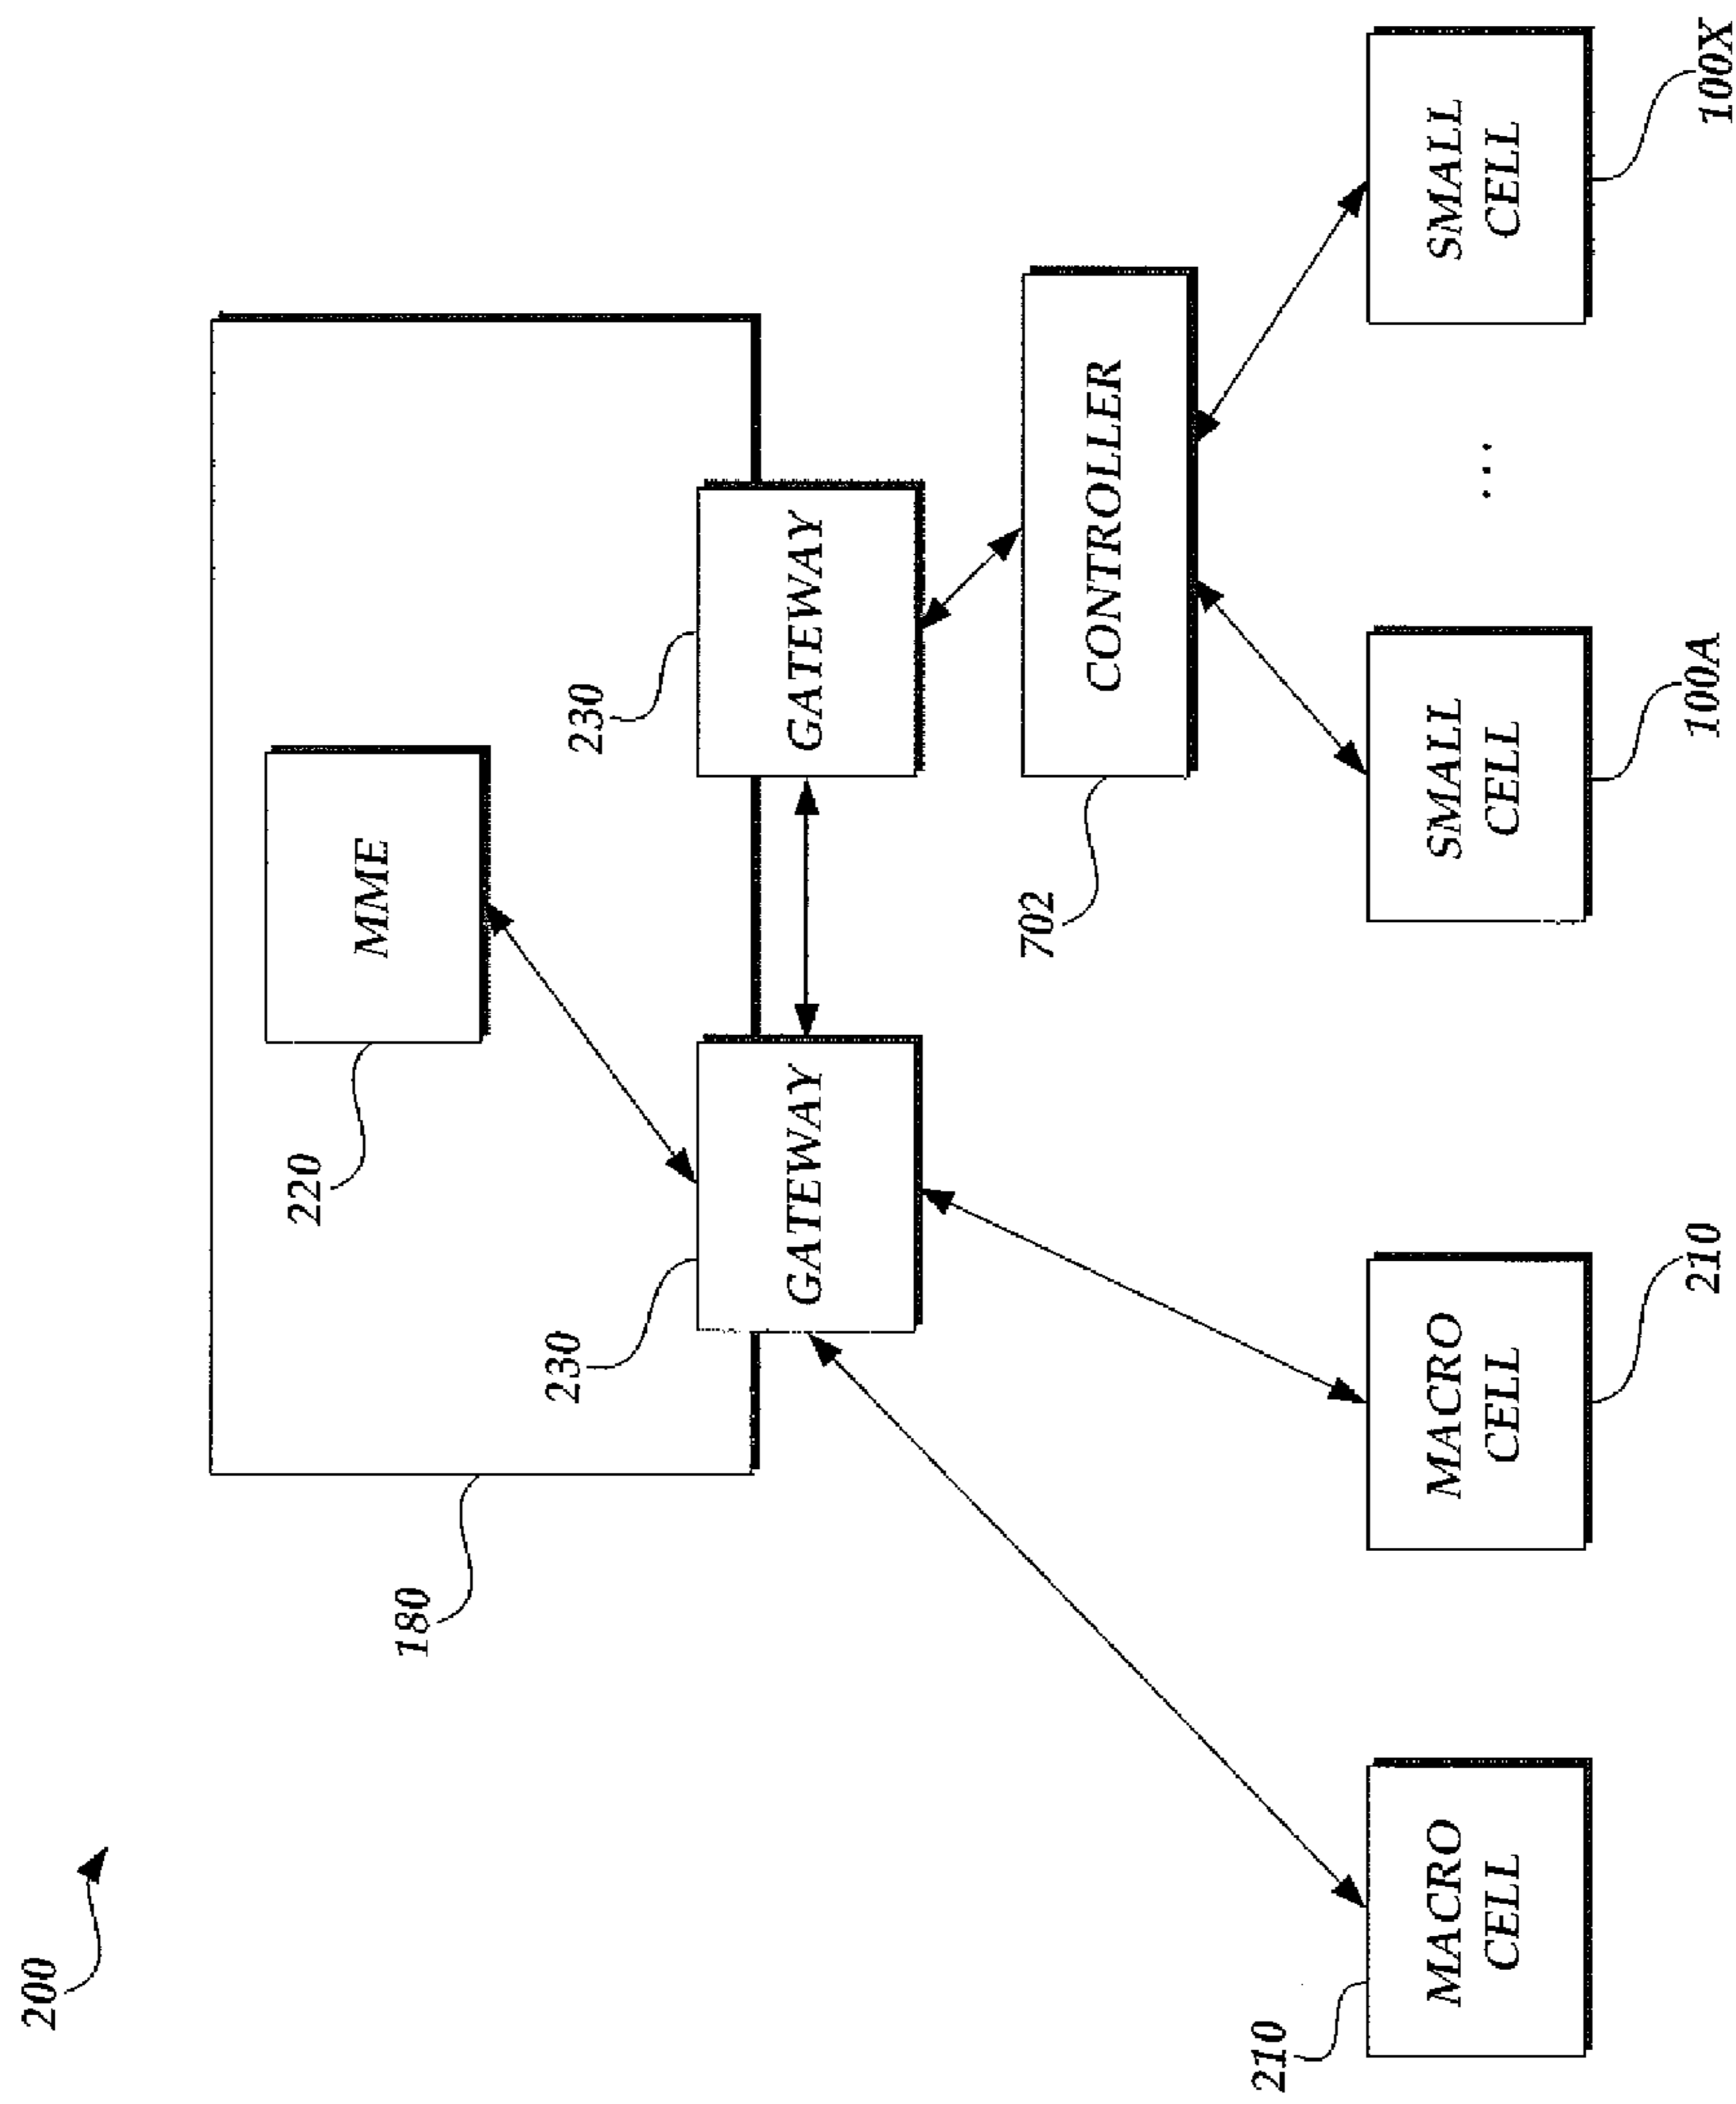 200
180
220
MME
230
GATEWAY
230
GATEWAY
702
CONTROLLER
210
MACRO
CELL
MACRO
CELL
210
SMALL
CELL
100A
...
SMALL
CELL
100X